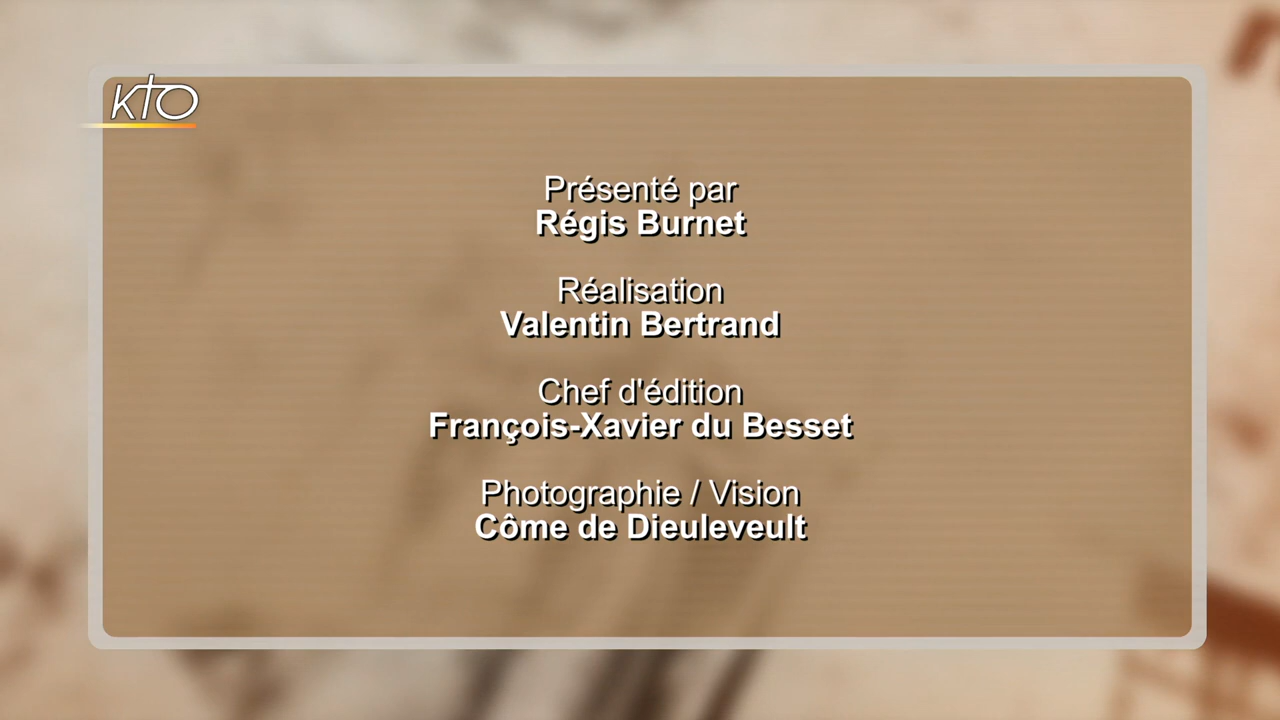 KTO
Présenté par
Régis Burnet
Réalisation
Valentin Bertrand
Chef d'édition
François-Xavier du Besset
Photographie / Vision
Côme de Dieuleveult